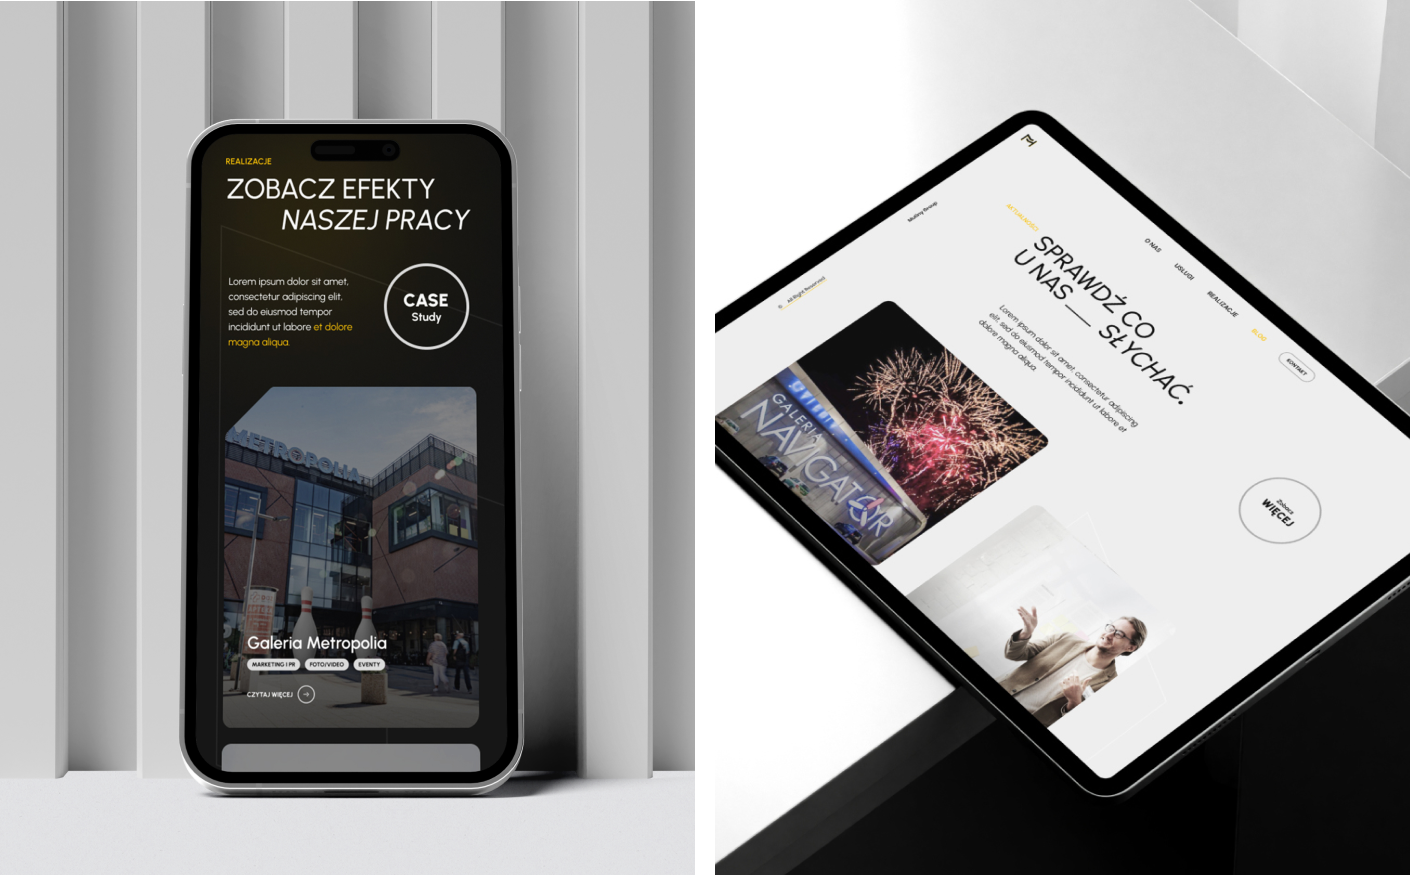 REALIZACJE
ZOBACZ EFEKTY
NASZEJ PRACY
Lorem ipsum dolor sit amet,
consectetur adipiscing elit,
sed do eiusmod tempor
incididunt ut labore et dolore
magna aliqua.
CASE
Study
METROPOLIA
Galeria Metropolia
MARKETING I PR
FOTO/VIDEO
EVENTY
CZYTAJ WIĘCEJ
Mutiny Group
© All Right Reserved
O NAS
USŁUGI
REALIZACJE
BLOG
KONTAKT
AKTUALNOŚCI
SPRAWDŹ CO
U NAS — SŁYCHAĆ.
Lorem ipsum dolor sit amet, consectetur adipiscing
elit, sed do eiusmod tempor incididunt ut labore et
dolore magna aliqua.
GALERIA
NAVIGATOR
Zobacz
WIĘCEJ